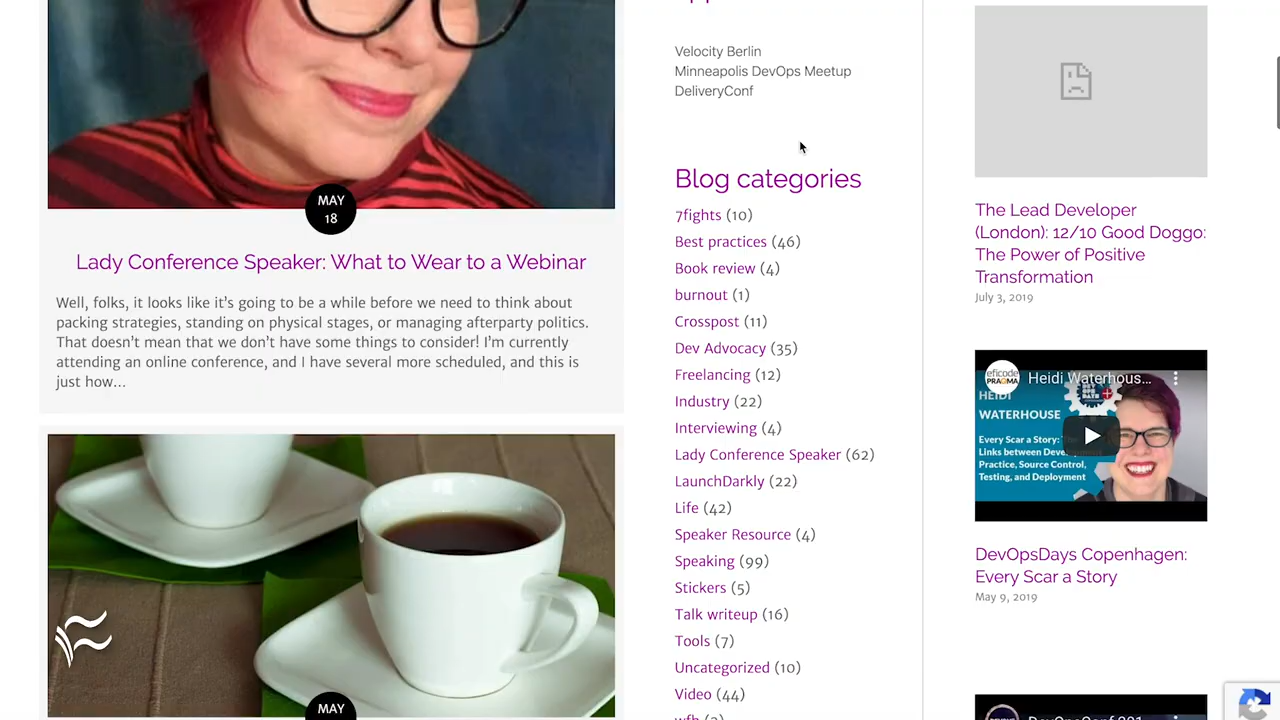 MAY
18
Lady Conference Speaker: What to Wear to a Webinar
Well, folks, it looks like it's going to be a while before we need to think about
packing strategies, standing on physical stages, or managing afterparty politics.
That doesn't mean that we don't have some things to consider! I'm currently
attending an online conference, and I have several more scheduled, and this is
just how…
MAY
Velocity Berlin
Minneapolis DevOps Meetup
DeliveryConf
Blog categories
7fights (10)
Best practices (46)
Book review (4)
burnout (1)
Crosspost (11)
Dev Advocacy (35)
Freelancing (12)
Industry (22)
Interviewing (4)
Lady Conference Speaker (62)
LaunchDarkly (22)
Life (42)
Speaker Resource (4)
Speaking (99)
Stickers (5)
Talk writeup (16)
Tools (7)
Uncategorized (10)
Video (44)
The Lead Developer
(London): 12/10 Good Doggo:
The Power of Positive
Transformation
July 3, 2019
eficode
PRAQMA
Heidi Waterhous...
HEIDI
WATERHOUSE
Every Scar a Story: The
Links between
Practice, Source Control,
Testing, and Deployment
DevOpsDays Copenhagen:
Every Scar a Story
May 9, 2019